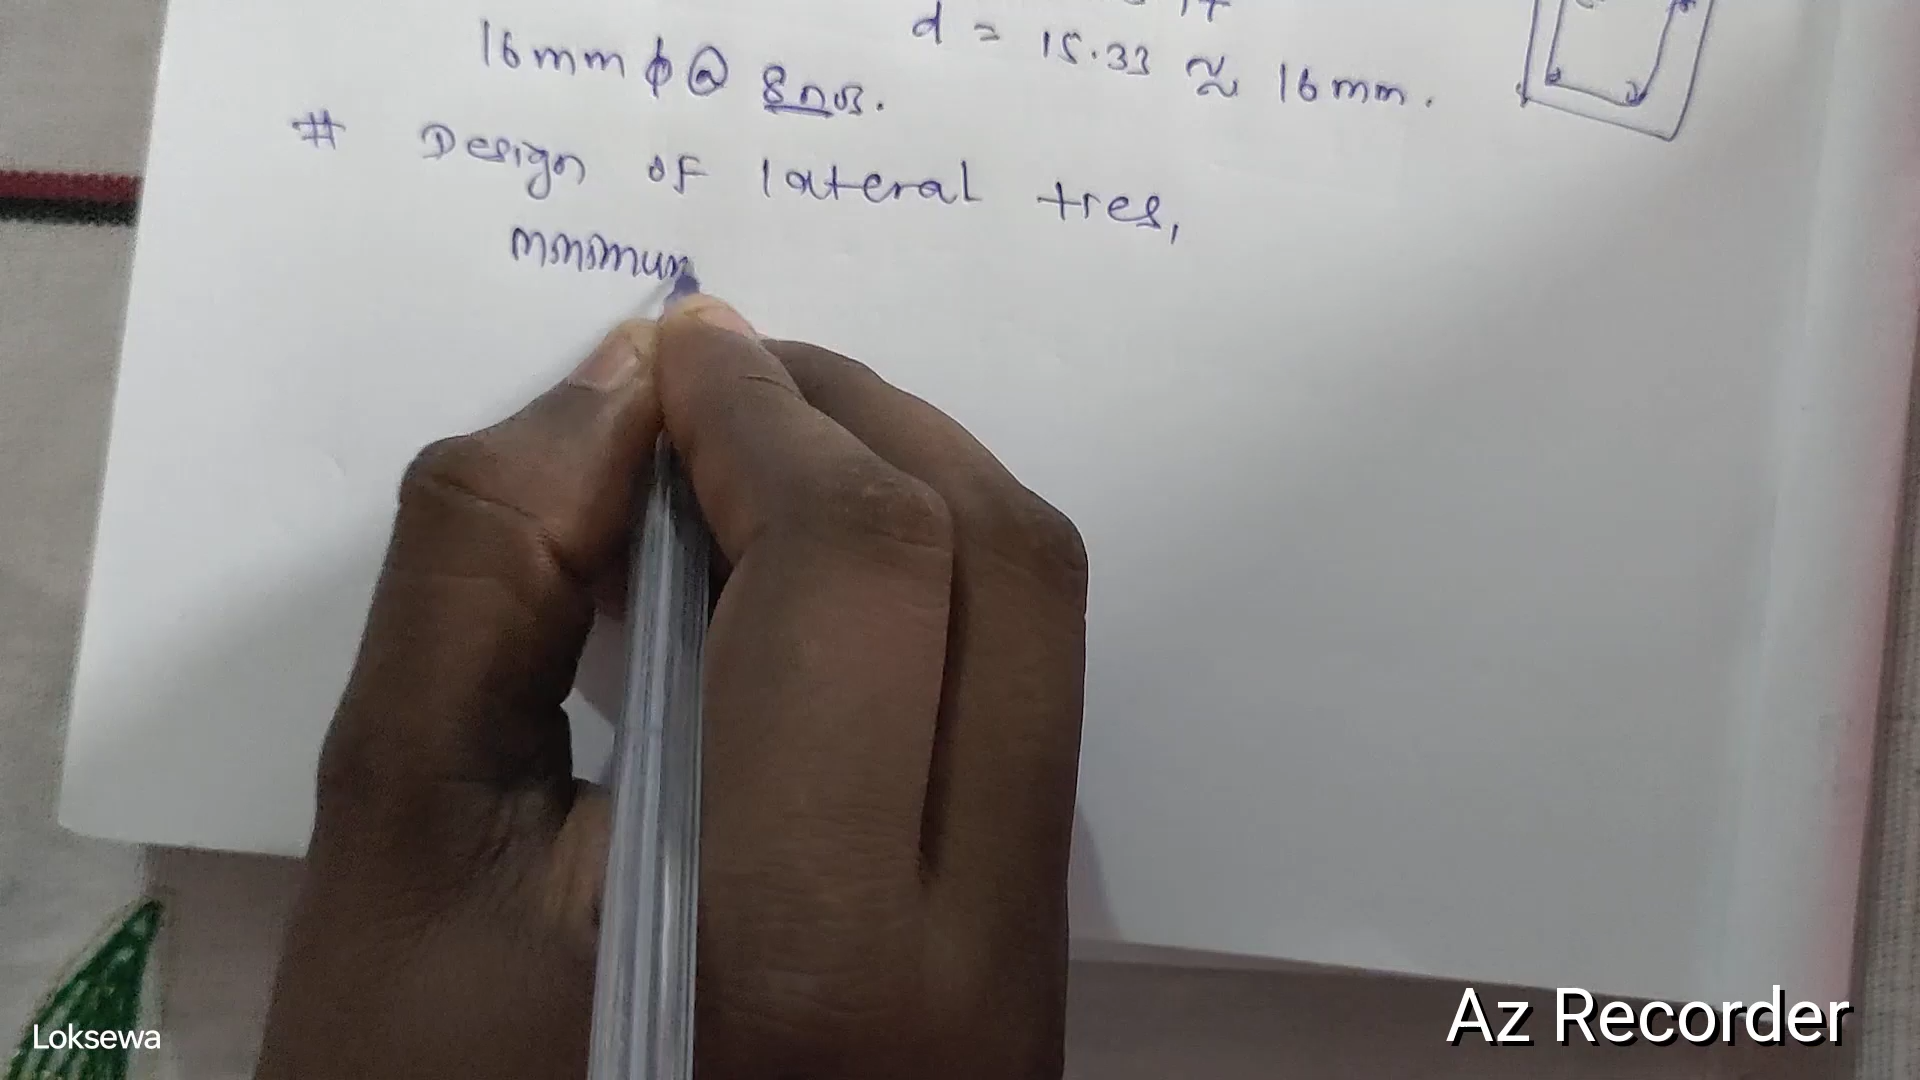 d = 15.33 ≈ 16mm.
16mm ϕ @ 8nos.
# Design of lateral ties,
minimum
Loksewa
Az Recorder